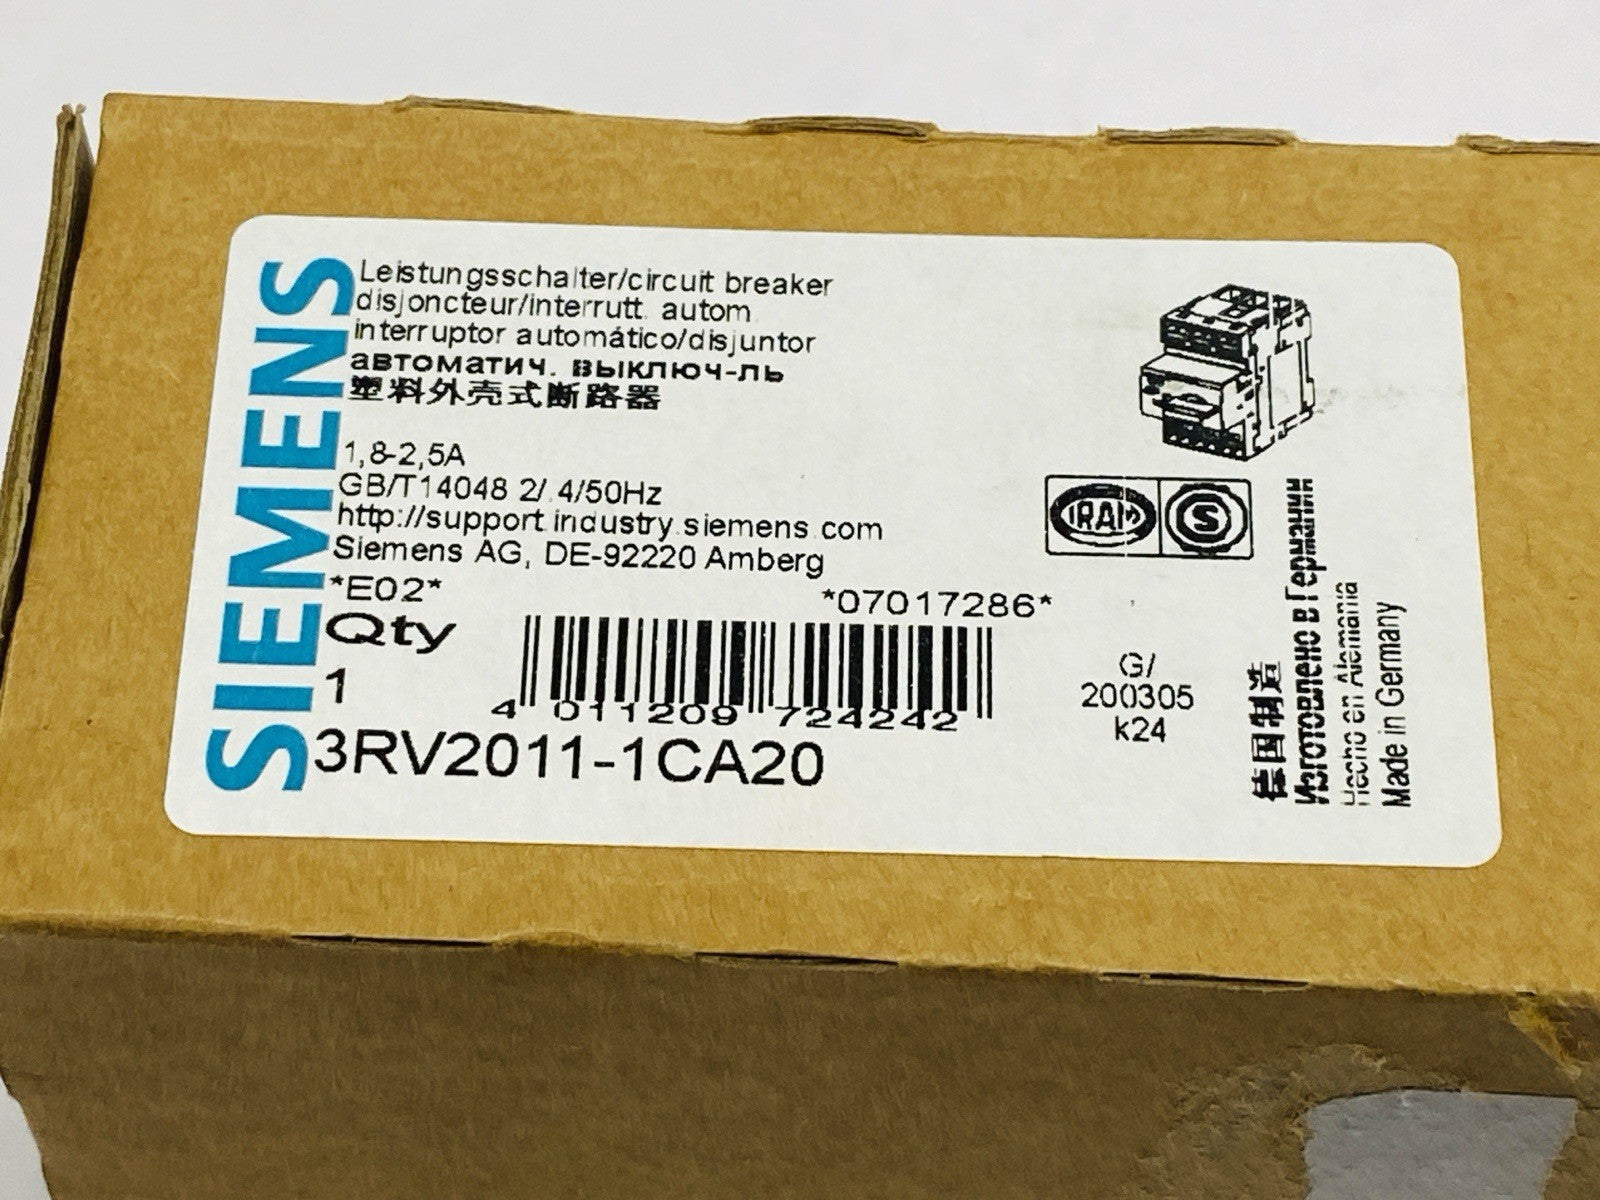 SIEMENS
Leistungsschalter/circuit breaker
disjoncteur/interrutt. autom.
interruptor automático/disjuntor
автоматич. выключ-ль
塑料外壳式断路器
1,8-2,5A
GB/T14048 2/.4/50Hz
http://support.industry.siemens.com
Siemens AG, DE-92220 Amberg
*E02*
*07017286*
Qty
1
4 011209 724242
3RV2011-1CA20
IRAM
S
G/
200305
k24
德国制造
Изготовлено в Германии
Hecho en Alemania
Made in Germany